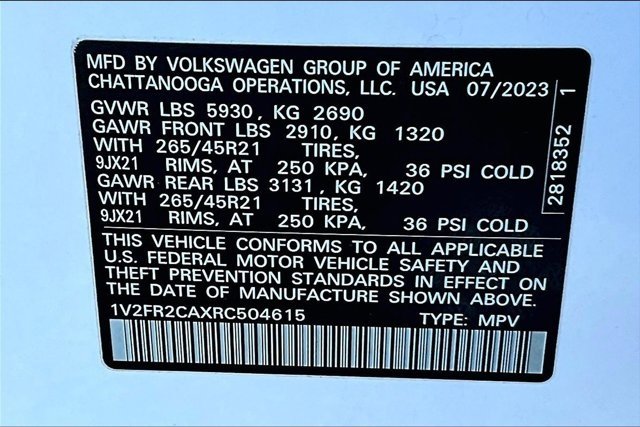 MFD BY VOLKSWAGEN GROUP OF AMERICA
CHATTANOOGA OPERATIONS, LLC. USA 07/2023
GVWR LBS 5930, KG 2690
GAWR FRONT LBS 2910, KG 1320
WITH 265/45R21 TIRES,
9JX21 RIMS, AT 250 KPA, 36 PSI COLD
GAWR REAR LBS 3131, KG 1420
WITH 265/45R21 TIRES,
9JX21 RIMS, AT 250 KPA, 36 PSI COLD
THIS VEHICLE CONFORMS TO ALL APPLICABLE
U.S. FEDERAL MOTOR VEHICLE SAFETY AND
THEFT PREVENTION STANDARDS IN EFFECT ON
THE DATE OF MANUFACTURE SHOWN ABOVE.
1V2FR2CAXRC504615 TYPE: MPV
2818352 1